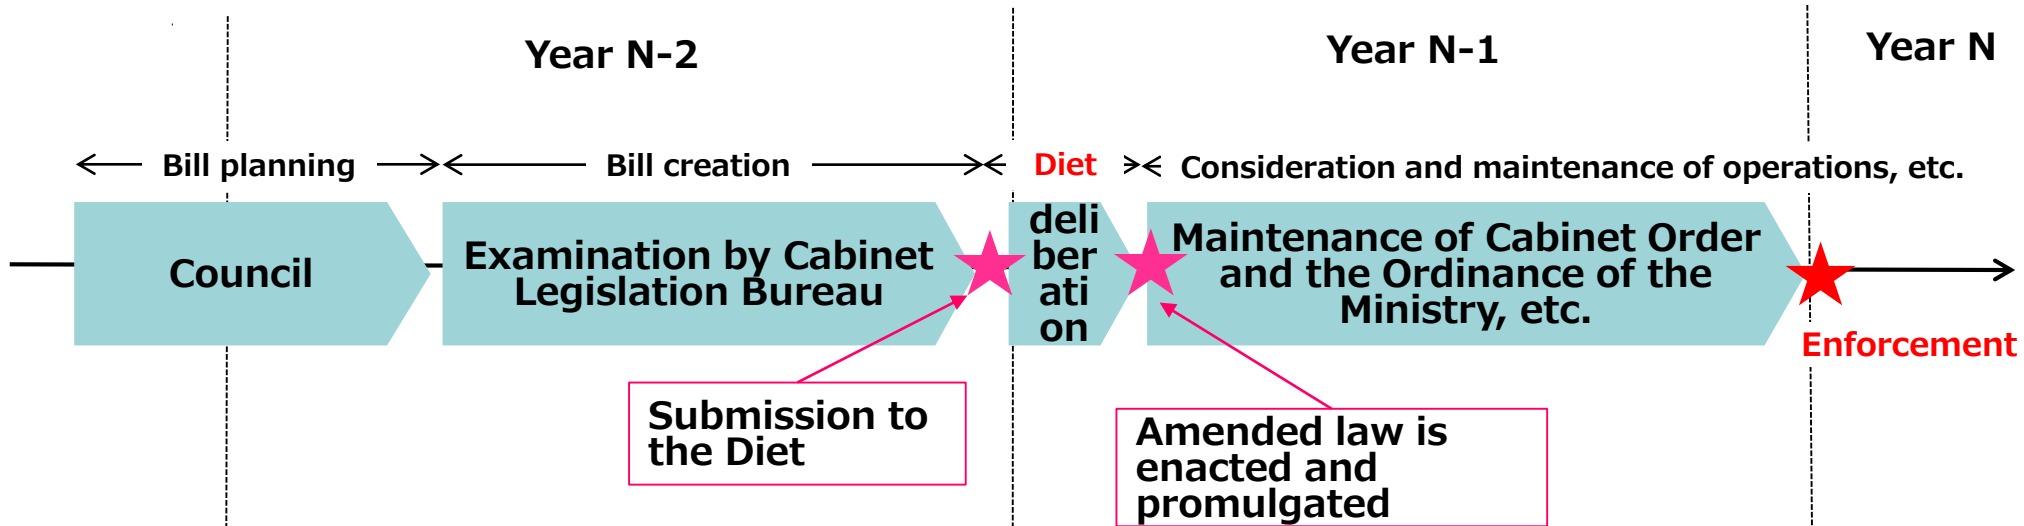 Year N-2
Year N-1
Year N
Bill planning
Bill creation
Diet
Consideration and maintenance of operations, etc.
Council
Examination by Cabinet
Legislation Bureau
deli
ber
ati
on
Maintenance of Cabinet Order
and the Ordinance of the
Ministry, etc.
Enforcement
Submission to
the Diet
Amended law is
enacted and
promulgated